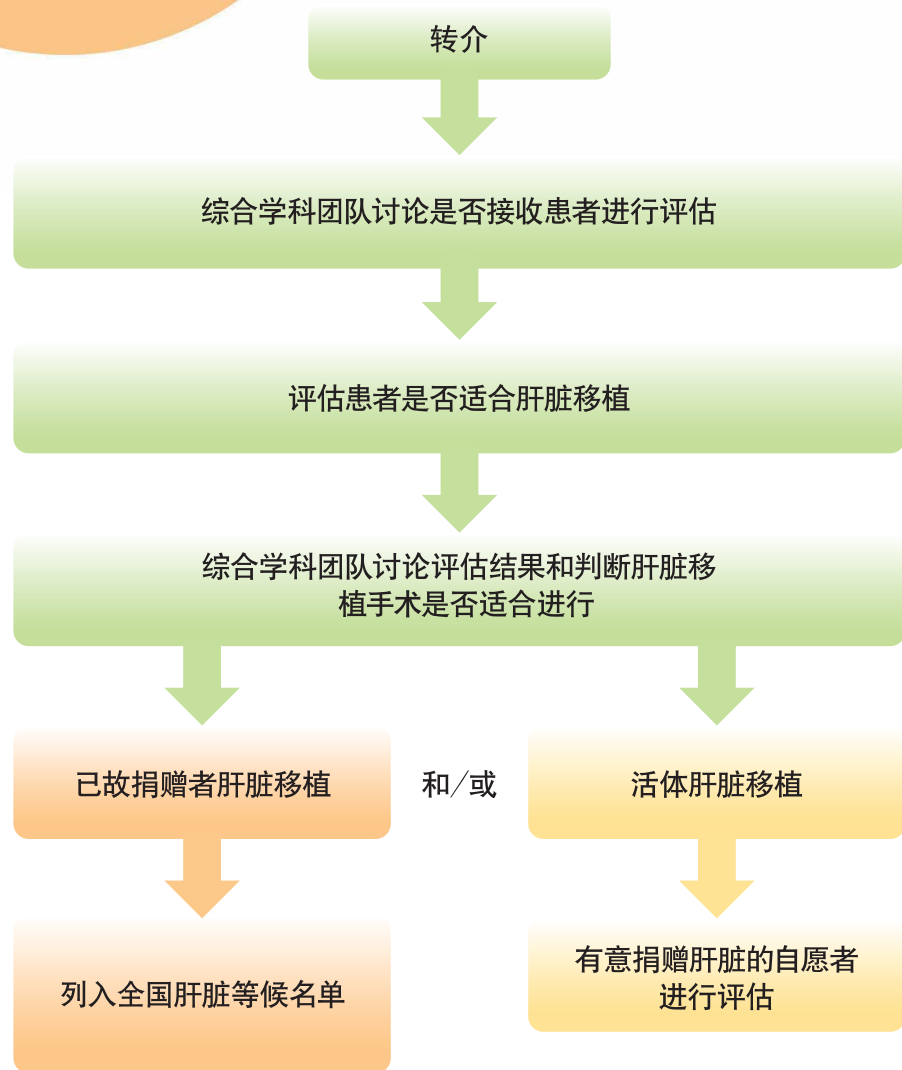 转介
综合学科团队讨论是否接收患者进行评估
评估患者是否适合肝脏移植
综合学科团队讨论评估结果和判断肝脏移
植手术是否适合进行
已故捐赠者肝脏移植
和/或
活体肝脏移植
列入全国肝脏等候名单
有意捐赠肝脏的自愿者
进行评估